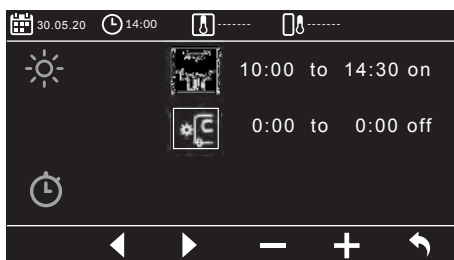 30.05.20 14:00 ------- -------
10:00 to 14:30 on
0:00 to 0:00 off